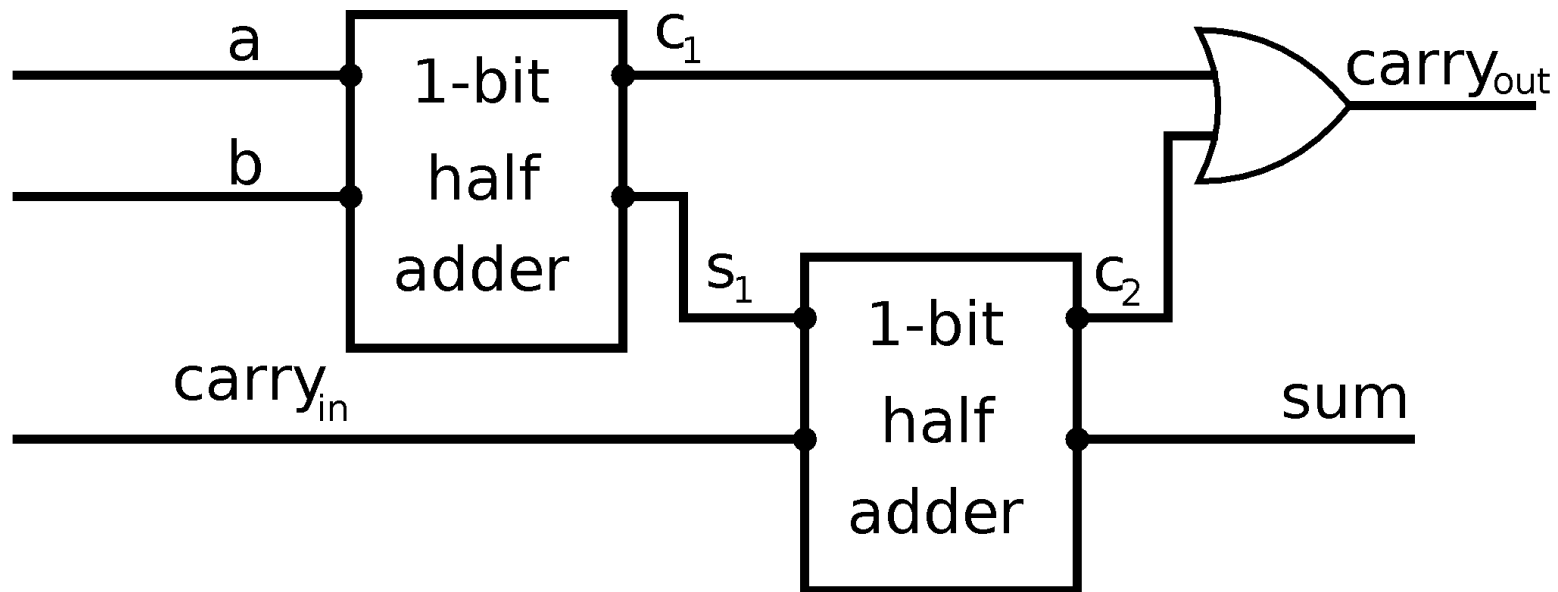 a
b
carryin
1-bit
half
adder
c1
s1
1-bit
half
adder
c2
carryout
sum